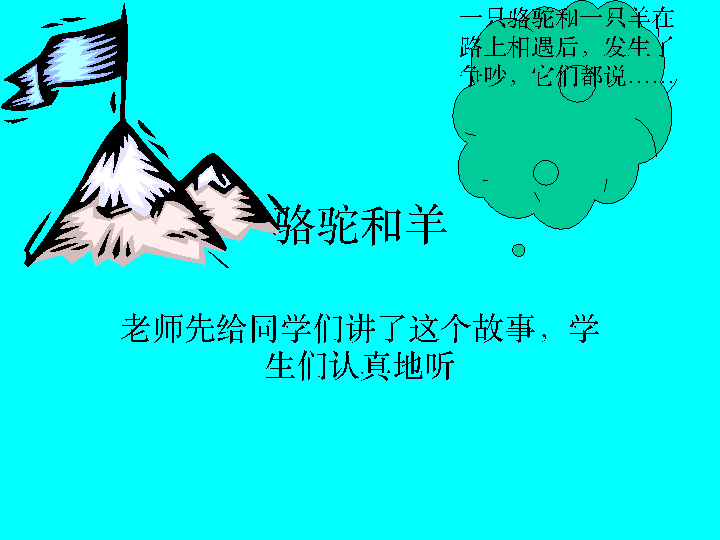 一只骆驼和一只羊在
路上相遇后，发生了
争吵，它们都说……
骆驼和羊
老师先给同学们讲了这个故事，学
生们认真地听